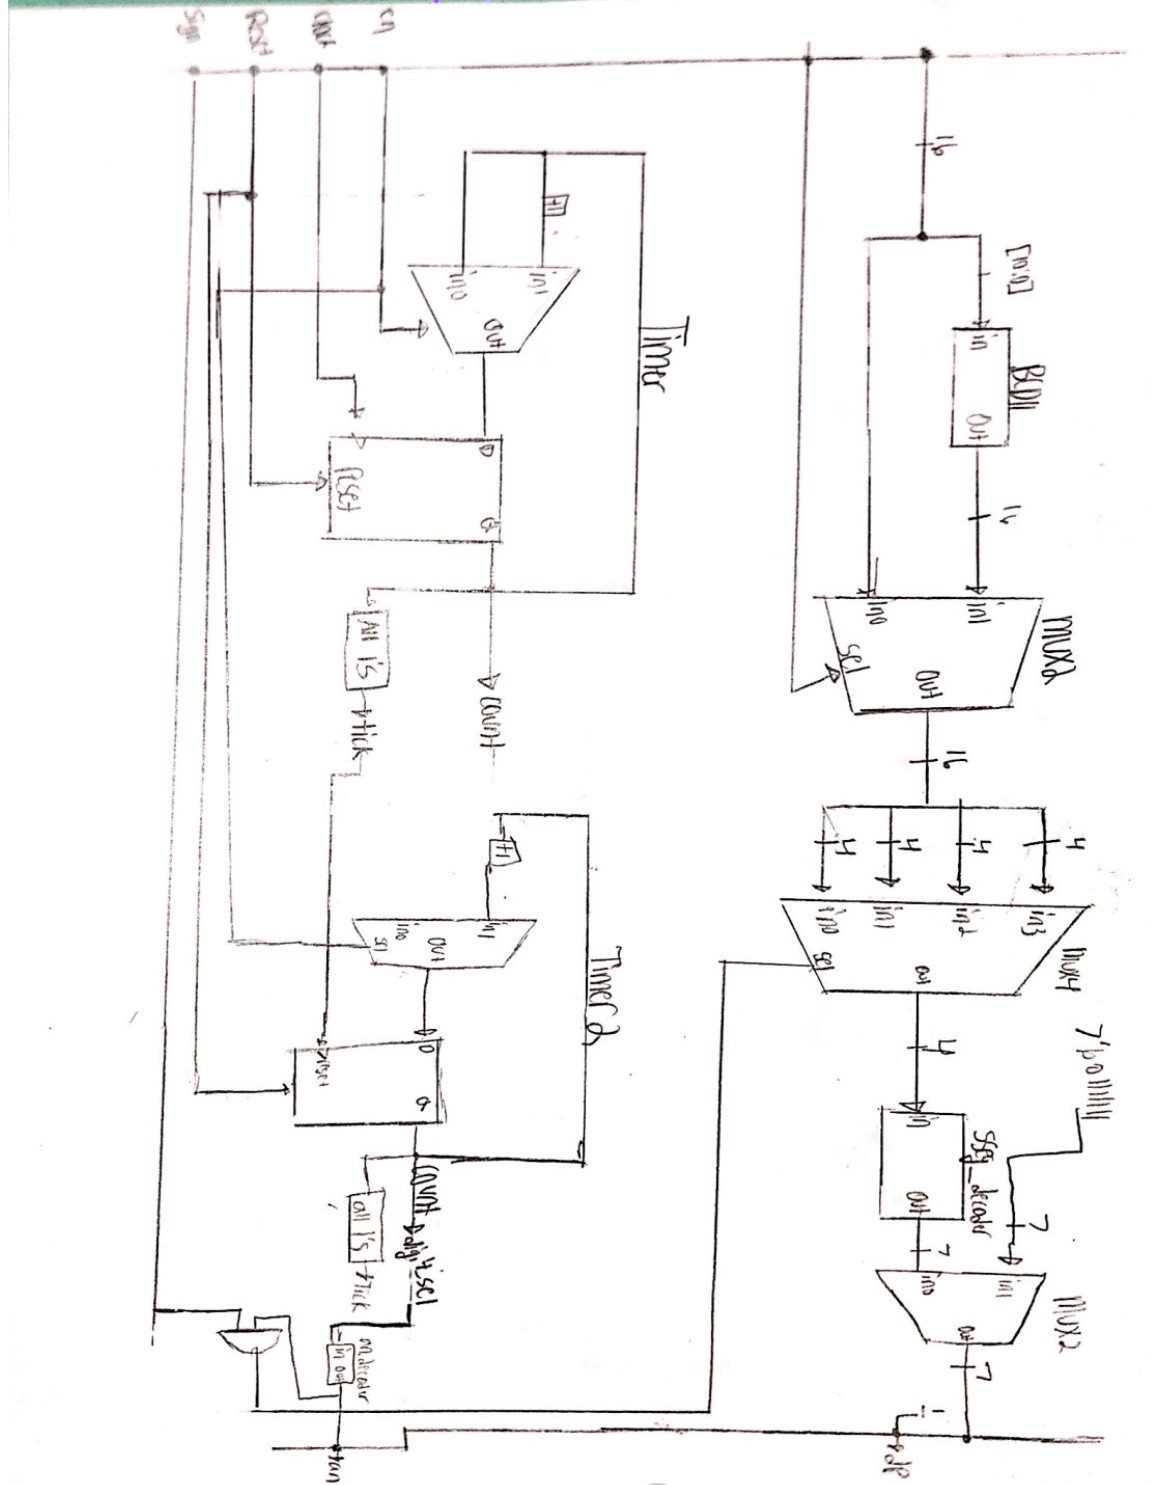 16
[10:0]
BCD11
in
out
16
in1
in0
sel
out
mux2
16
4
4
4
4
in3
in2
in1
in0
sel
out
mux4
4
7'b1111111
7
in
out
sseg_decoder
7
in1
in0
out
mux2
7
1
dp
Timer
+1
in1
in0
out
D
Q
Reset
count
All 1's
tick
Timer2
+1
in1
in0
sel
out
D
Q
Reset
count
digit_sel
all 1's
tick
an_decoder
in out
an
en
clock
Reset
Sign